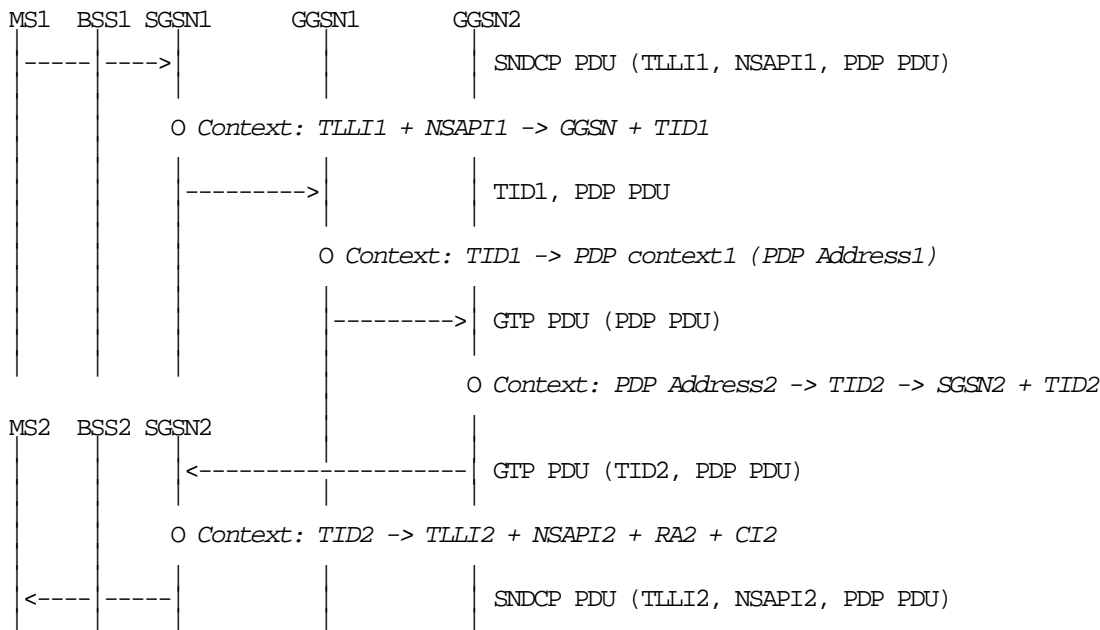 MS1 BSS1 SGSN1 GGSN1 GGSN2
SNDCP PDU (TLLI1, NSAPI1, PDP PDU)
O Context: TLLI1 + NSAPI1 -> GGSN + TID1
TID1, PDP PDU
O Context: TID1 -> PDP context1 (PDP Address1)
GTP PDU (PDP PDU)
O Context: PDP Address2 -> TID2 -> SGSN2 + TID2
MS2 BSS2 SGSN2
GTP PDU (TID2, PDP PDU)
O Context: TID2 -> TLLI2 + NSAPI2 + RA2 + CI2
SNDCP PDU (TLLI2, NSAPI2, PDP PDU)